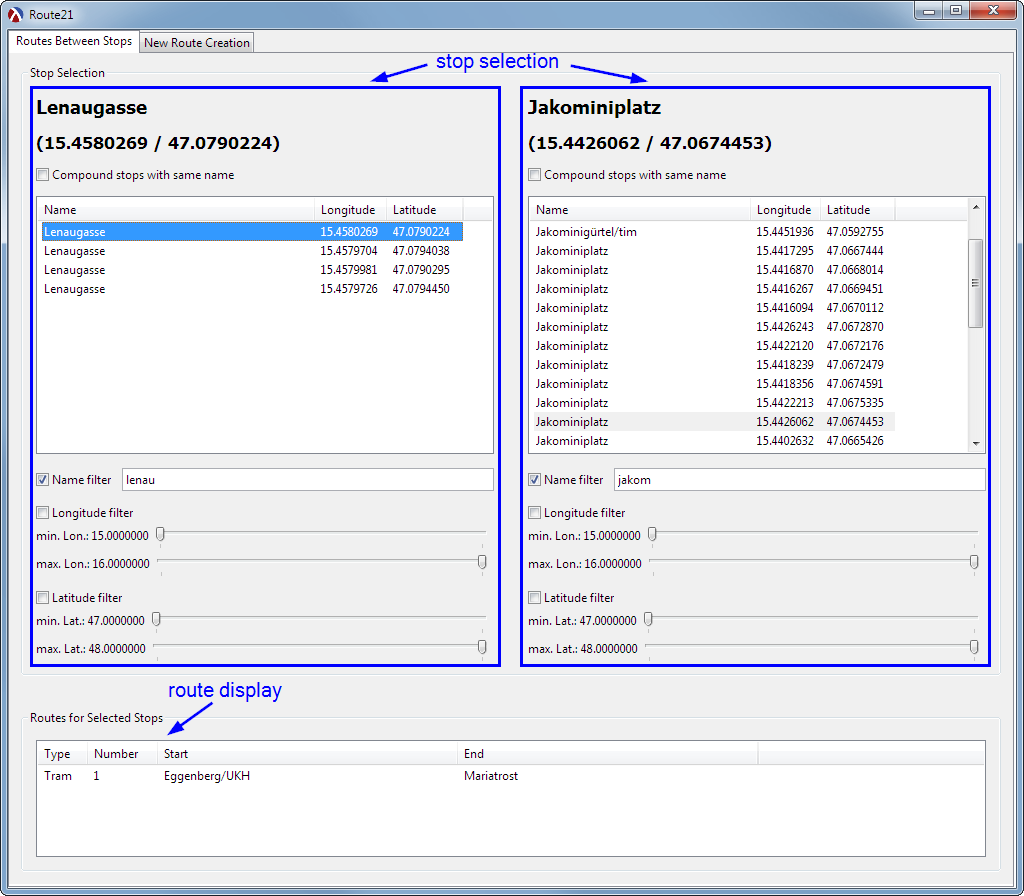 Route21
Routes Between Stops New Route Creation
Stop Selection
stop selection
Lenaugasse
(15.4580269 / 47.0790224)
Compound stops with same name
Name Longitude Latitude
Lenaugasse 15.4580269 47.0790224
Lenaugasse 15.4579704 47.0794038
Lenaugasse 15.4579981 47.0790295
Lenaugasse 15.4579726 47.0794450
Name filter lenau
Longitude filter
min. Lon.: 15.0000000
max. Lon.: 16.0000000
Latitude filter
min. Lat.: 47.0000000
max. Lat.: 48.0000000
Jakominiplatz
(15.4426062 / 47.0674453)
Compound stops with same name
Name Longitude Latitude
Jakominigürtel/tim 15.4451936 47.0592755
Jakominiplatz 15.4417295 47.0667444
Jakominiplatz 15.4416870 47.0668014
Jakominiplatz 15.4416267 47.0669451
Jakominiplatz 15.4416094 47.0670112
Jakominiplatz 15.4426243 47.0672870
Jakominiplatz 15.4422120 47.0672176
Jakominiplatz 15.4418239 47.0672479
Jakominiplatz 15.4418356 47.0674591
Jakominiplatz 15.4422213 47.0675335
Jakominiplatz 15.4426062 47.0674453
Jakominiplatz 15.4402632 47.0665426
Name filter jakom
Longitude filter
min. Lon.: 15.0000000
max. Lon.: 16.0000000
Latitude filter
min. Lat.: 47.0000000
max. Lat.: 48.0000000
route display
Routes for Selected Stops
Type Number Start End
Tram 1 Eggenberg/UKH Mariatrost